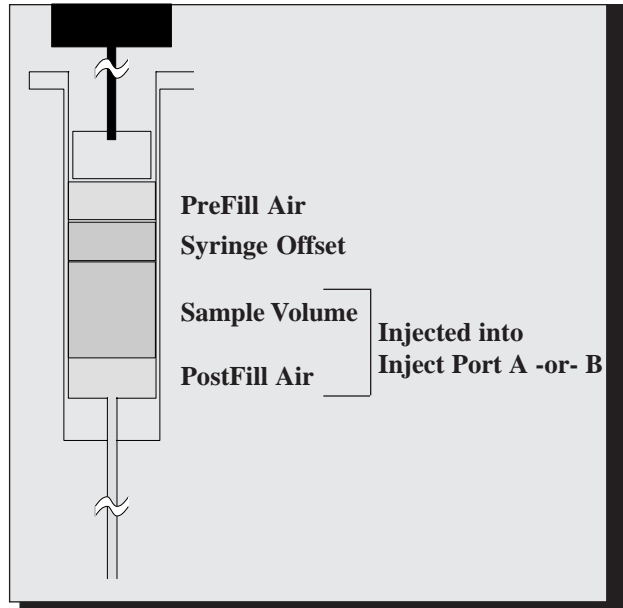 PreFill Air
Syringe Offset
Sample Volume
PostFill Air
Injected into
Inject Port A -or- B